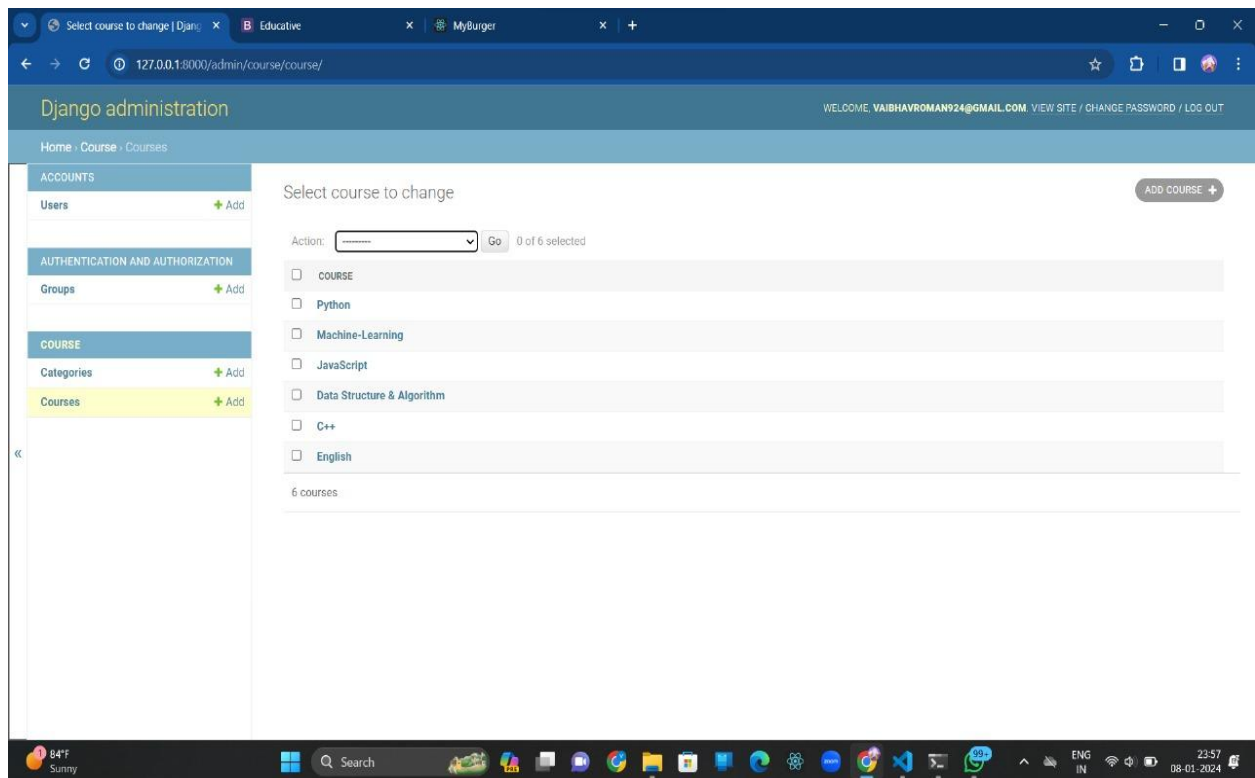 Select course to change | Djang
Educative
MyBurger
127.0.0.1:8000/admin/course/course/
Django administration
WELCOME, VAIBHAVROMAN924@GMAIL.COM. VIEW SITE / CHANGE PASSWORD / LOG OUT
Home › Course › Courses
ACCOUNTS
Users + Add
AUTHENTICATION AND AUTHORIZATION
Groups + Add
COURSE
Categories + Add
Courses + Add
«
Select course to change
ADD COURSE +
Action: --------- Go 0 of 6 selected
COURSE
Python
Machine-Learning
JavaScript
Data Structure & Algorithm
C++
English
6 courses
1 84°F
Sunny
Search
99+
ENG
IN
23:57
08-01-2024